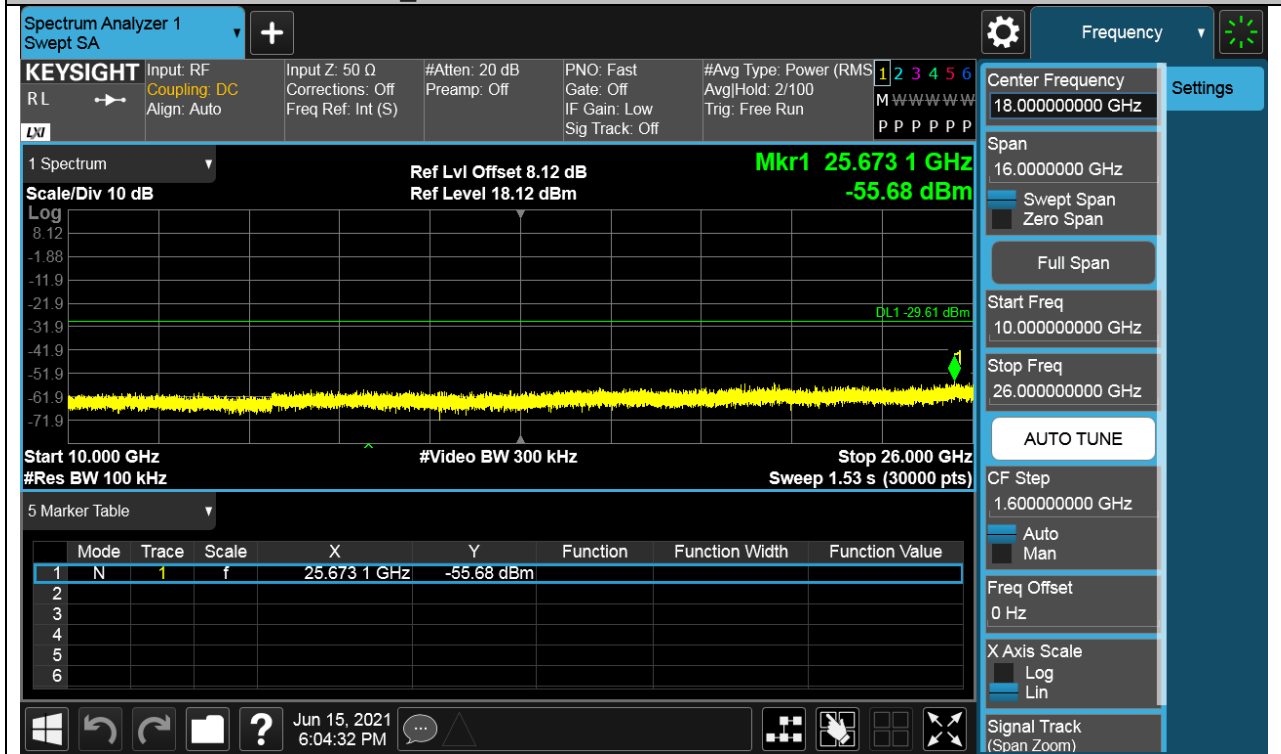 Spectrum Analyzer 1
Swept SA
+
Frequency
KEYSIGHT
RL
LXI
Input: RF
Coupling: DC
Align: Auto
Input Z: 50 Ω
Corrections: Off
Freq Ref: Int (S)
#Atten: 20 dB
Preamp: Off
PNO: Fast
Gate: Off
IF Gain: Low
Sig Track: Off
#Avg Type: Power (RMS
Avg|Hold: 2/100
Trig: Free Run
1 2 3 4 5 6
M W W W W W
P P P P P P
1 Spectrum
Scale/Div 10 dB
Ref Lvl Offset 8.12 dB
Ref Level 18.12 dBm
Mkr1 25.673 1 GHz
-55.68 dBm
Log
8.12
-1.88
-11.9
-21.9
-31.9
-41.9
-51.9
-61.9
-71.9
DL1 -29.61 dBm
1
Start 10.000 GHz
#Video BW 300 kHz
Stop 26.000 GHz
#Res BW 100 kHz
Sweep 1.53 s (30000 pts)
5 Marker Table
Mode Trace Scale X Y Function Function Width Function Value
1 N 1 f 25.673 1 GHz -55.68 dBm
2
3
4
5
6
?
Jun 15, 2021
6:04:32 PM
Center Frequency
18.000000000 GHz
Settings
Span
16.0000000 GHz
Swept Span
Zero Span
Full Span
Start Freq
10.000000000 GHz
Stop Freq
26.000000000 GHz
AUTO TUNE
CF Step
1.600000000 GHz
Auto
Man
Freq Offset
0 Hz
X Axis Scale
Log
Lin
Signal Track
(Span Zoom)